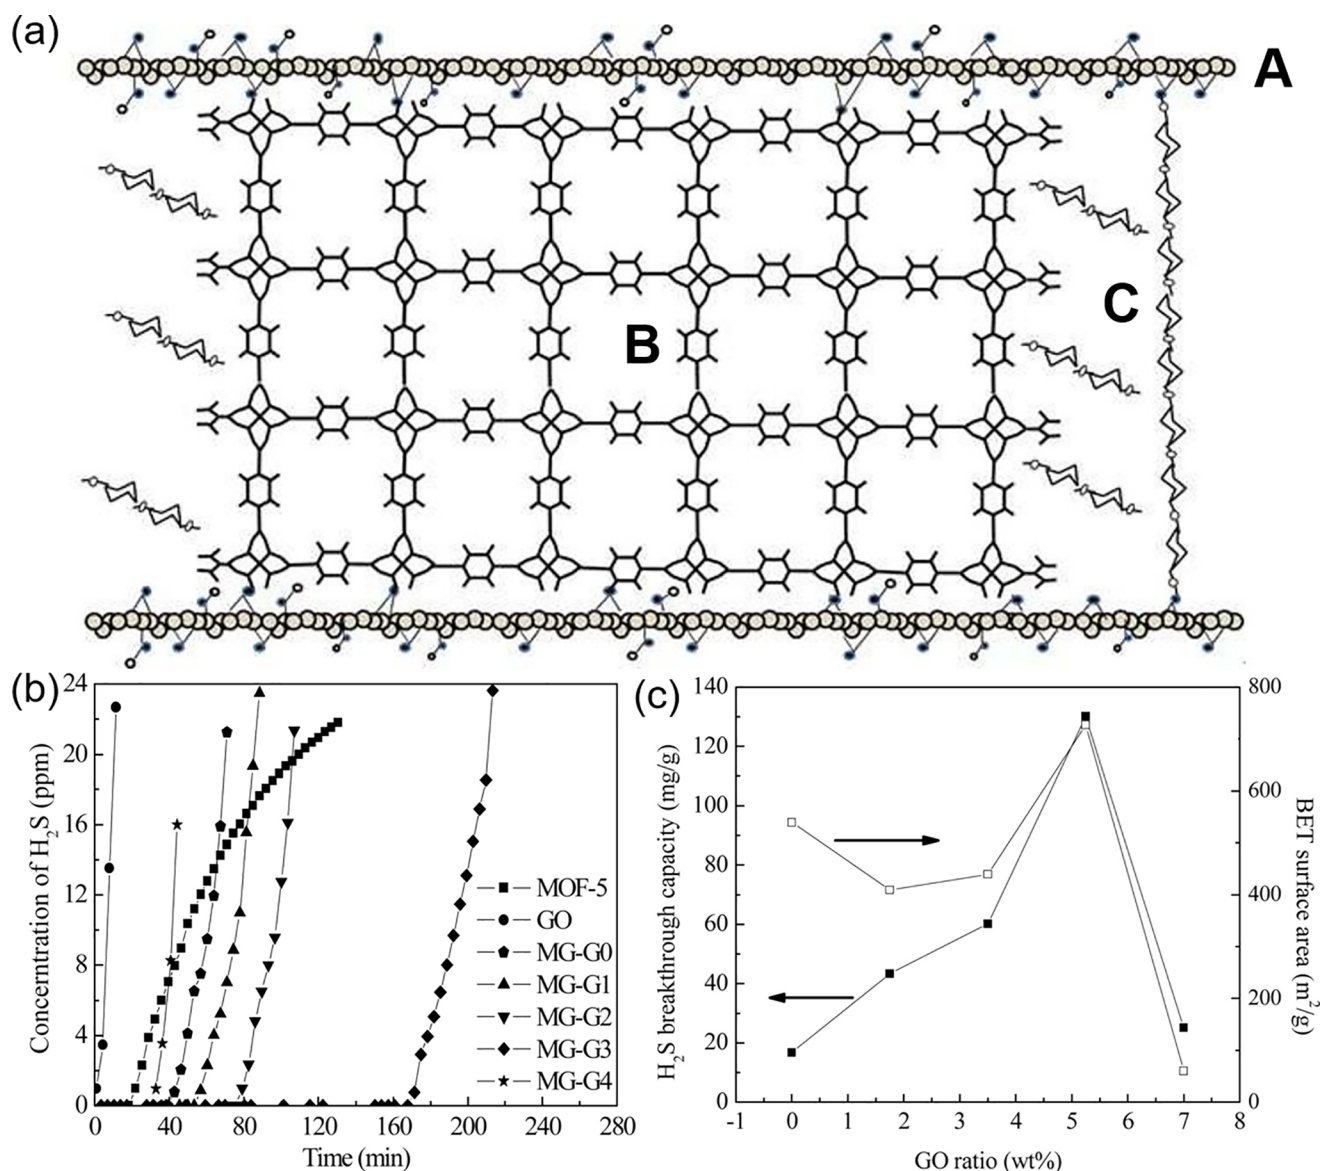 (a)
A
B
C
(b)
24
20
16
12
8
4
0
Concentration of H₂S (ppm)
0 40 80 120 160 200 240 280
Time (min)
MOF-5
GO
MG-G0
MG-G1
MG-G2
MG-G3
MG-G4
(c)
140
120
100
80
60
40
20
0
H₂S breakthrough capacity (mg/g)
-1 0 1 2 3 4 5 6 7 8
GO ratio (wt%)
800
600
400
200
0
BET surface area (m²/g)